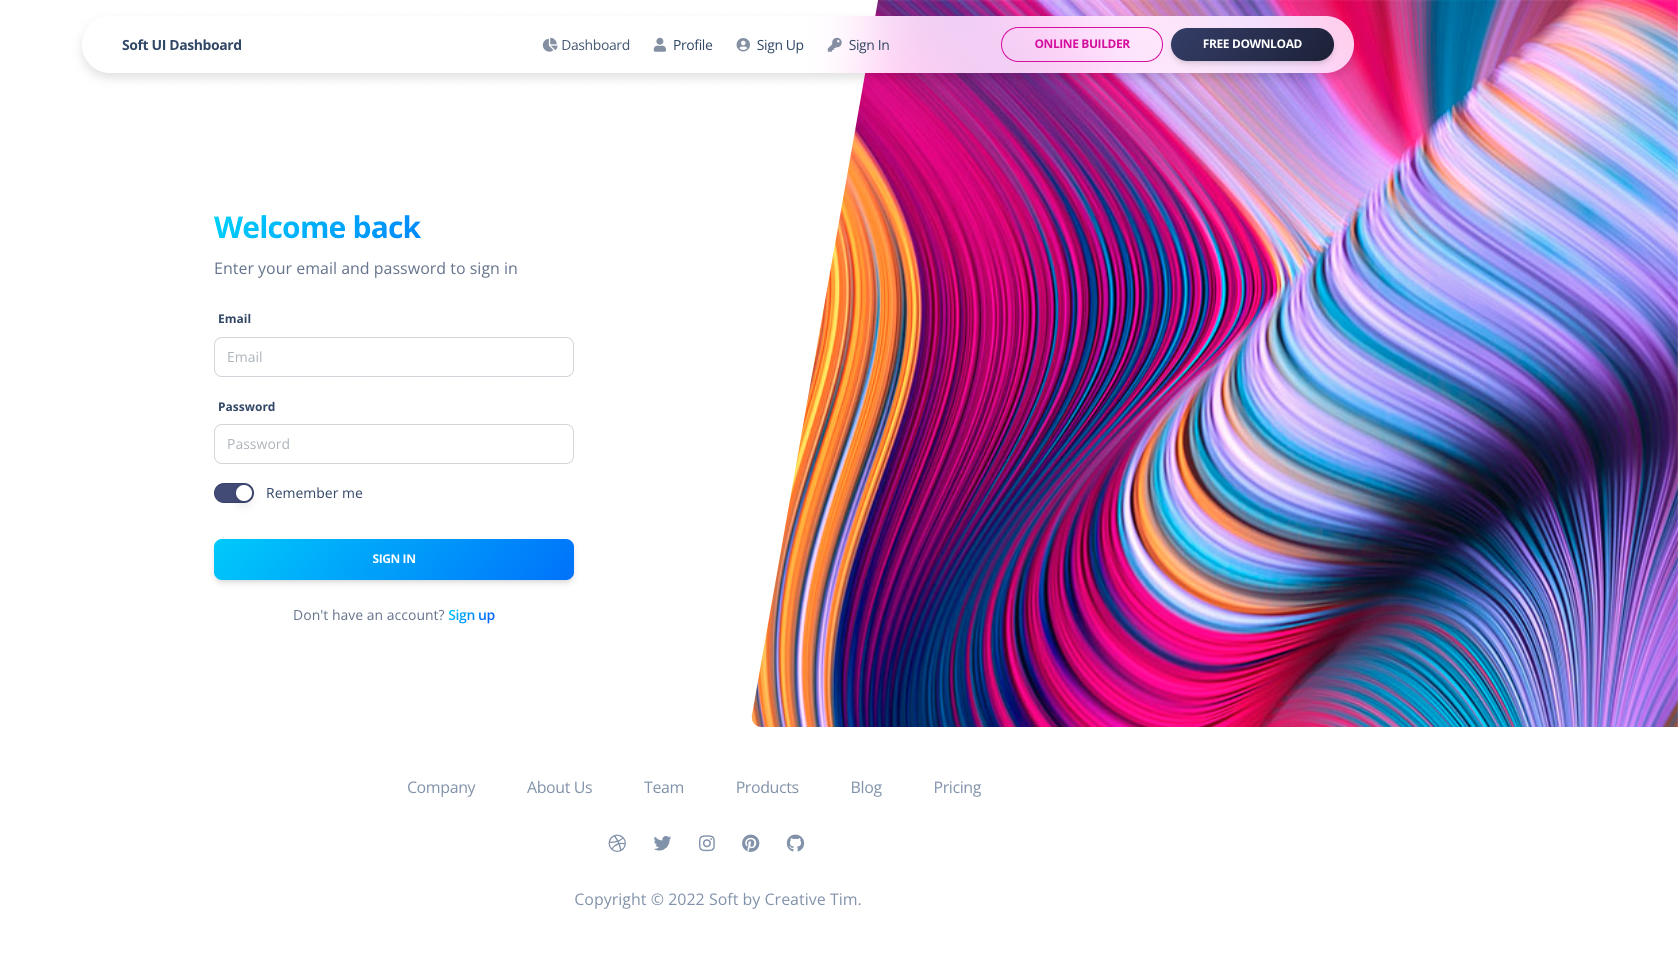 Soft UI Dashboard
Dashboard
Profile
Sign Up
Sign In
ONLINE BUILDER
FREE DOWNLOAD
Welcome back
Enter your email and password to sign in
Email
Email
Password
Password
Remember me
SIGN IN
Don't have an account? Sign up
Company
About Us
Team
Products
Blog
Pricing
Copyright © 2022 Soft by Creative Tim.